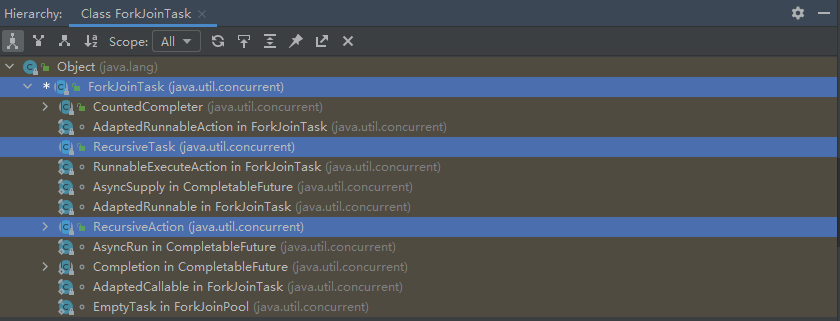 Hierarchy: Class ForkJoinTask
Scope: All
Object (java.lang)
* ForkJoinTask (java.util.concurrent)
CountedCompleter (java.util.concurrent)
AdaptedRunnableAction in ForkJoinTask (java.util.concurrent)
RecursiveTask (java.util.concurrent)
RunnableExecuteAction in ForkJoinTask (java.util.concurrent)
AsyncSupply in CompletableFuture (java.util.concurrent)
AdaptedRunnable in ForkJoinTask (java.util.concurrent)
RecursiveAction (java.util.concurrent)
AsyncRun in CompletableFuture (java.util.concurrent)
Completion in CompletableFuture (java.util.concurrent)
AdaptedCallable in ForkJoinTask (java.util.concurrent)
EmptyTask in ForkJoinPool (java.util.concurrent)